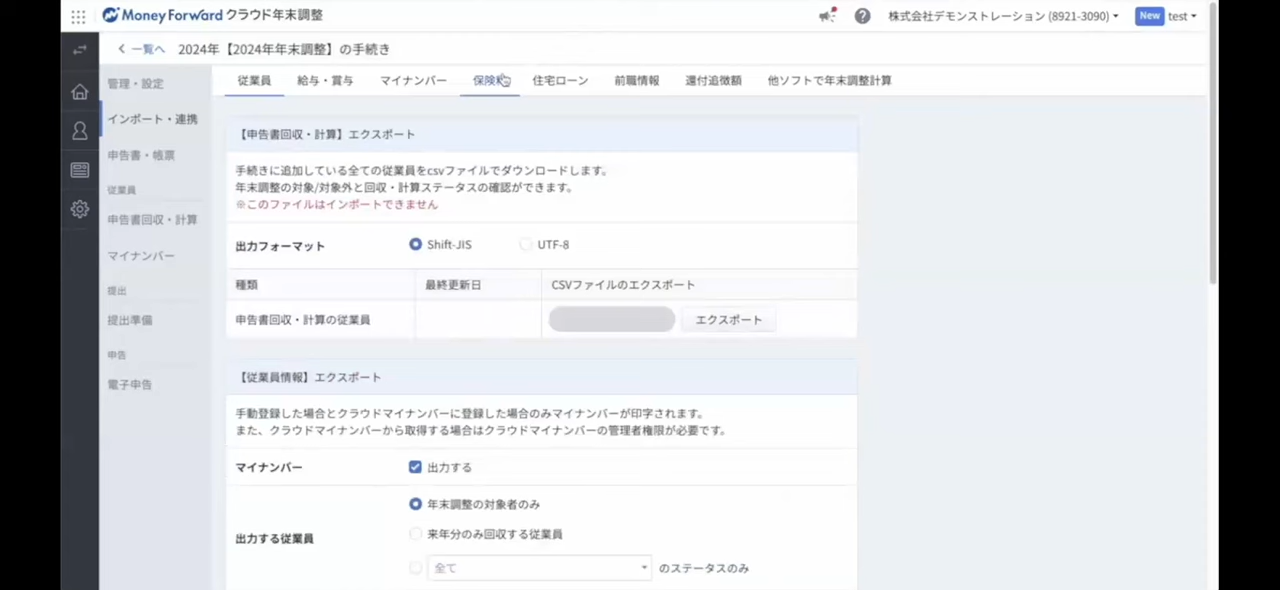 Money Forward クラウド年末調整
株式会社デモンストレーション (8921-3090)
New test
一覧へ 2024年【2024年年末調整】の手続き
管理・設定
インポート・連携
申告書・帳票
従業員
申告書回収・計算
マイナンバー
提出
提出準備
申告
電子申告
従業員 給与・賞与 マイナンバー 保険料 住宅ローン 前職情報 還付追徴額 他ソフトで年末調整計算
【申告書回収・計算】エクスポート
手続きに追加している全ての従業員をcsvファイルでダウンロードします。
年末調整の対象/対象外と回収・計算ステータスの確認ができます。
※このファイルはインポートできません
出力フォーマット Shift-JIS UTF-8
種類 最終更新日 CSVファイルのエクスポート
申告書回収・計算の従業員 エクスポート
【従業員情報】エクスポート
手動登録した場合とクラウドマイナンバーに登録した場合のみマイナンバーが印字されます。
また、クラウドマイナンバーから取得する場合はクラウドマイナンバーの管理者権限が必要です。
マイナンバー 出力する
出力する従業員
年末調整の対象者のみ
来年分のみ回収する従業員
全て のステータスのみ